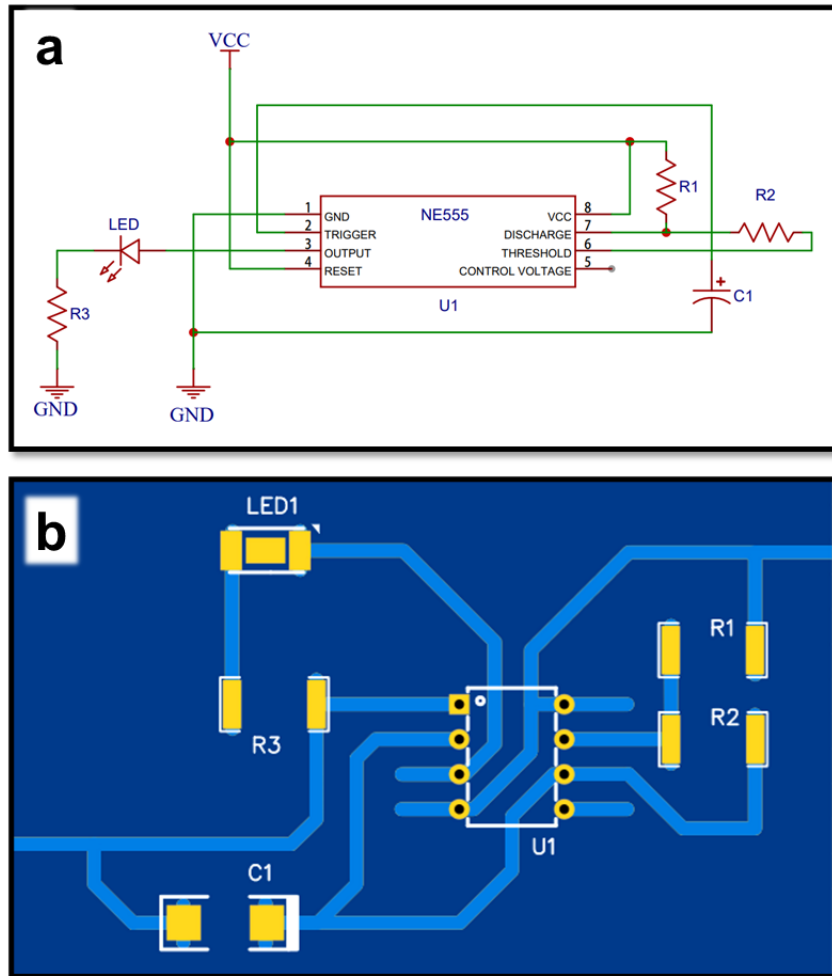 a
VCC
LED
R3
GND
GND
1 GND
2 TRIGGER
3 OUTPUT
4 RESET
NE555
VCC 8
DISCHARGE 7
THRESHOLD 6
CONTROL VOLTAGE 5
U1
R1
R2
+
C1
b
LED1
R3
C1
U1
R1
R2